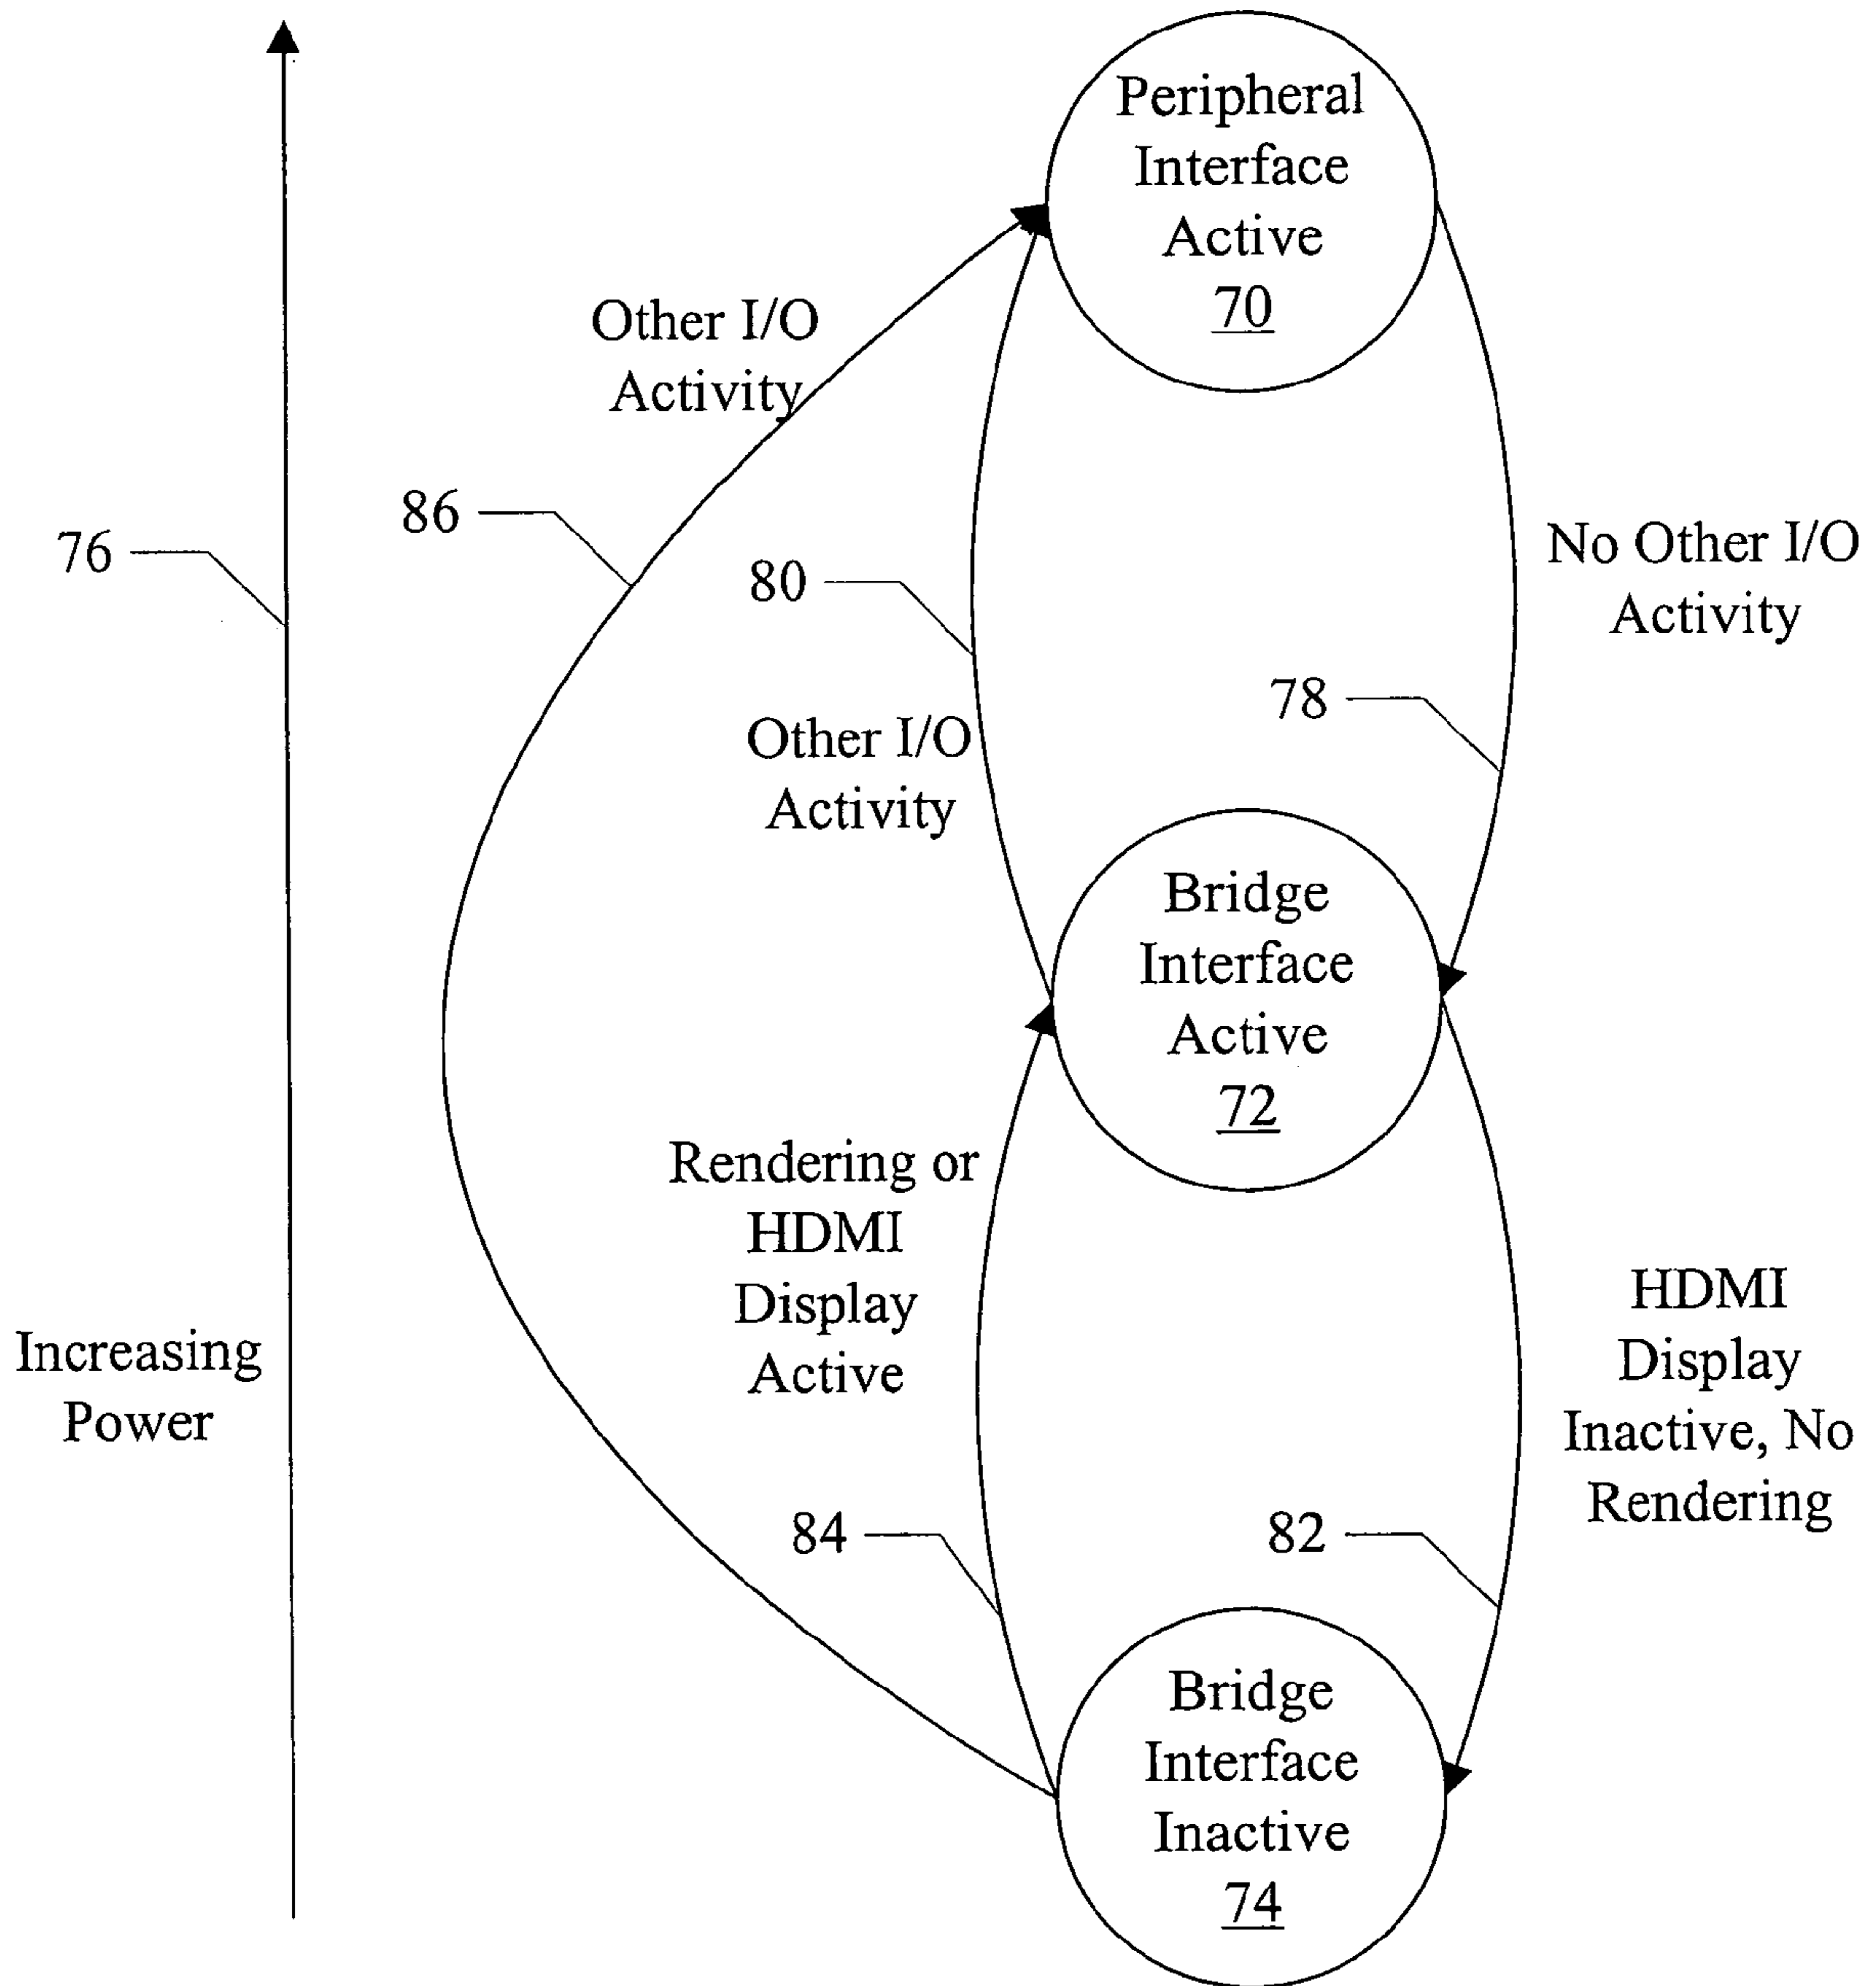 Peripheral
Interface
Active
70
Other I/O
Activity
86
76
80
No Other I/O
Activity
78
Other I/O
Activity
Bridge
Interface
Active
72
Rendering or
HDMI
Display
Active
Increasing
Power
HDMI
Display
Inactive, No
Rendering
84
82
Bridge
Interface
Inactive
74